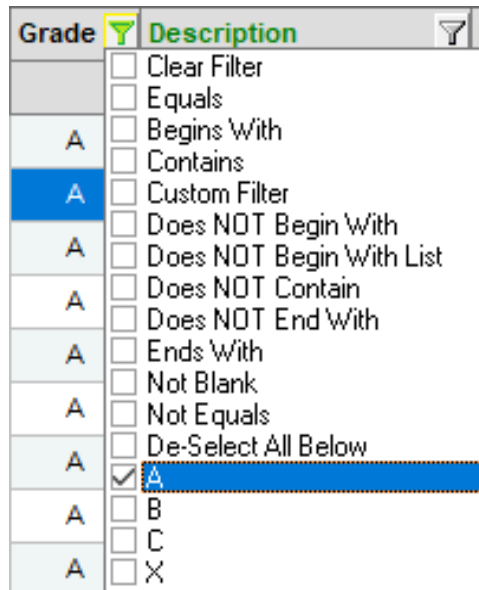 Grade Description
Clear Filter
Equals
Begins With
A
Contains
A
Custom Filter
Does NOT Begin With
A
Does NOT Begin With List
Does NOT Contain
A
Does NOT End With
A
Ends With
Not Blank
A
Not Equals
De-Select All Below
A
A
A
B
C
A
X